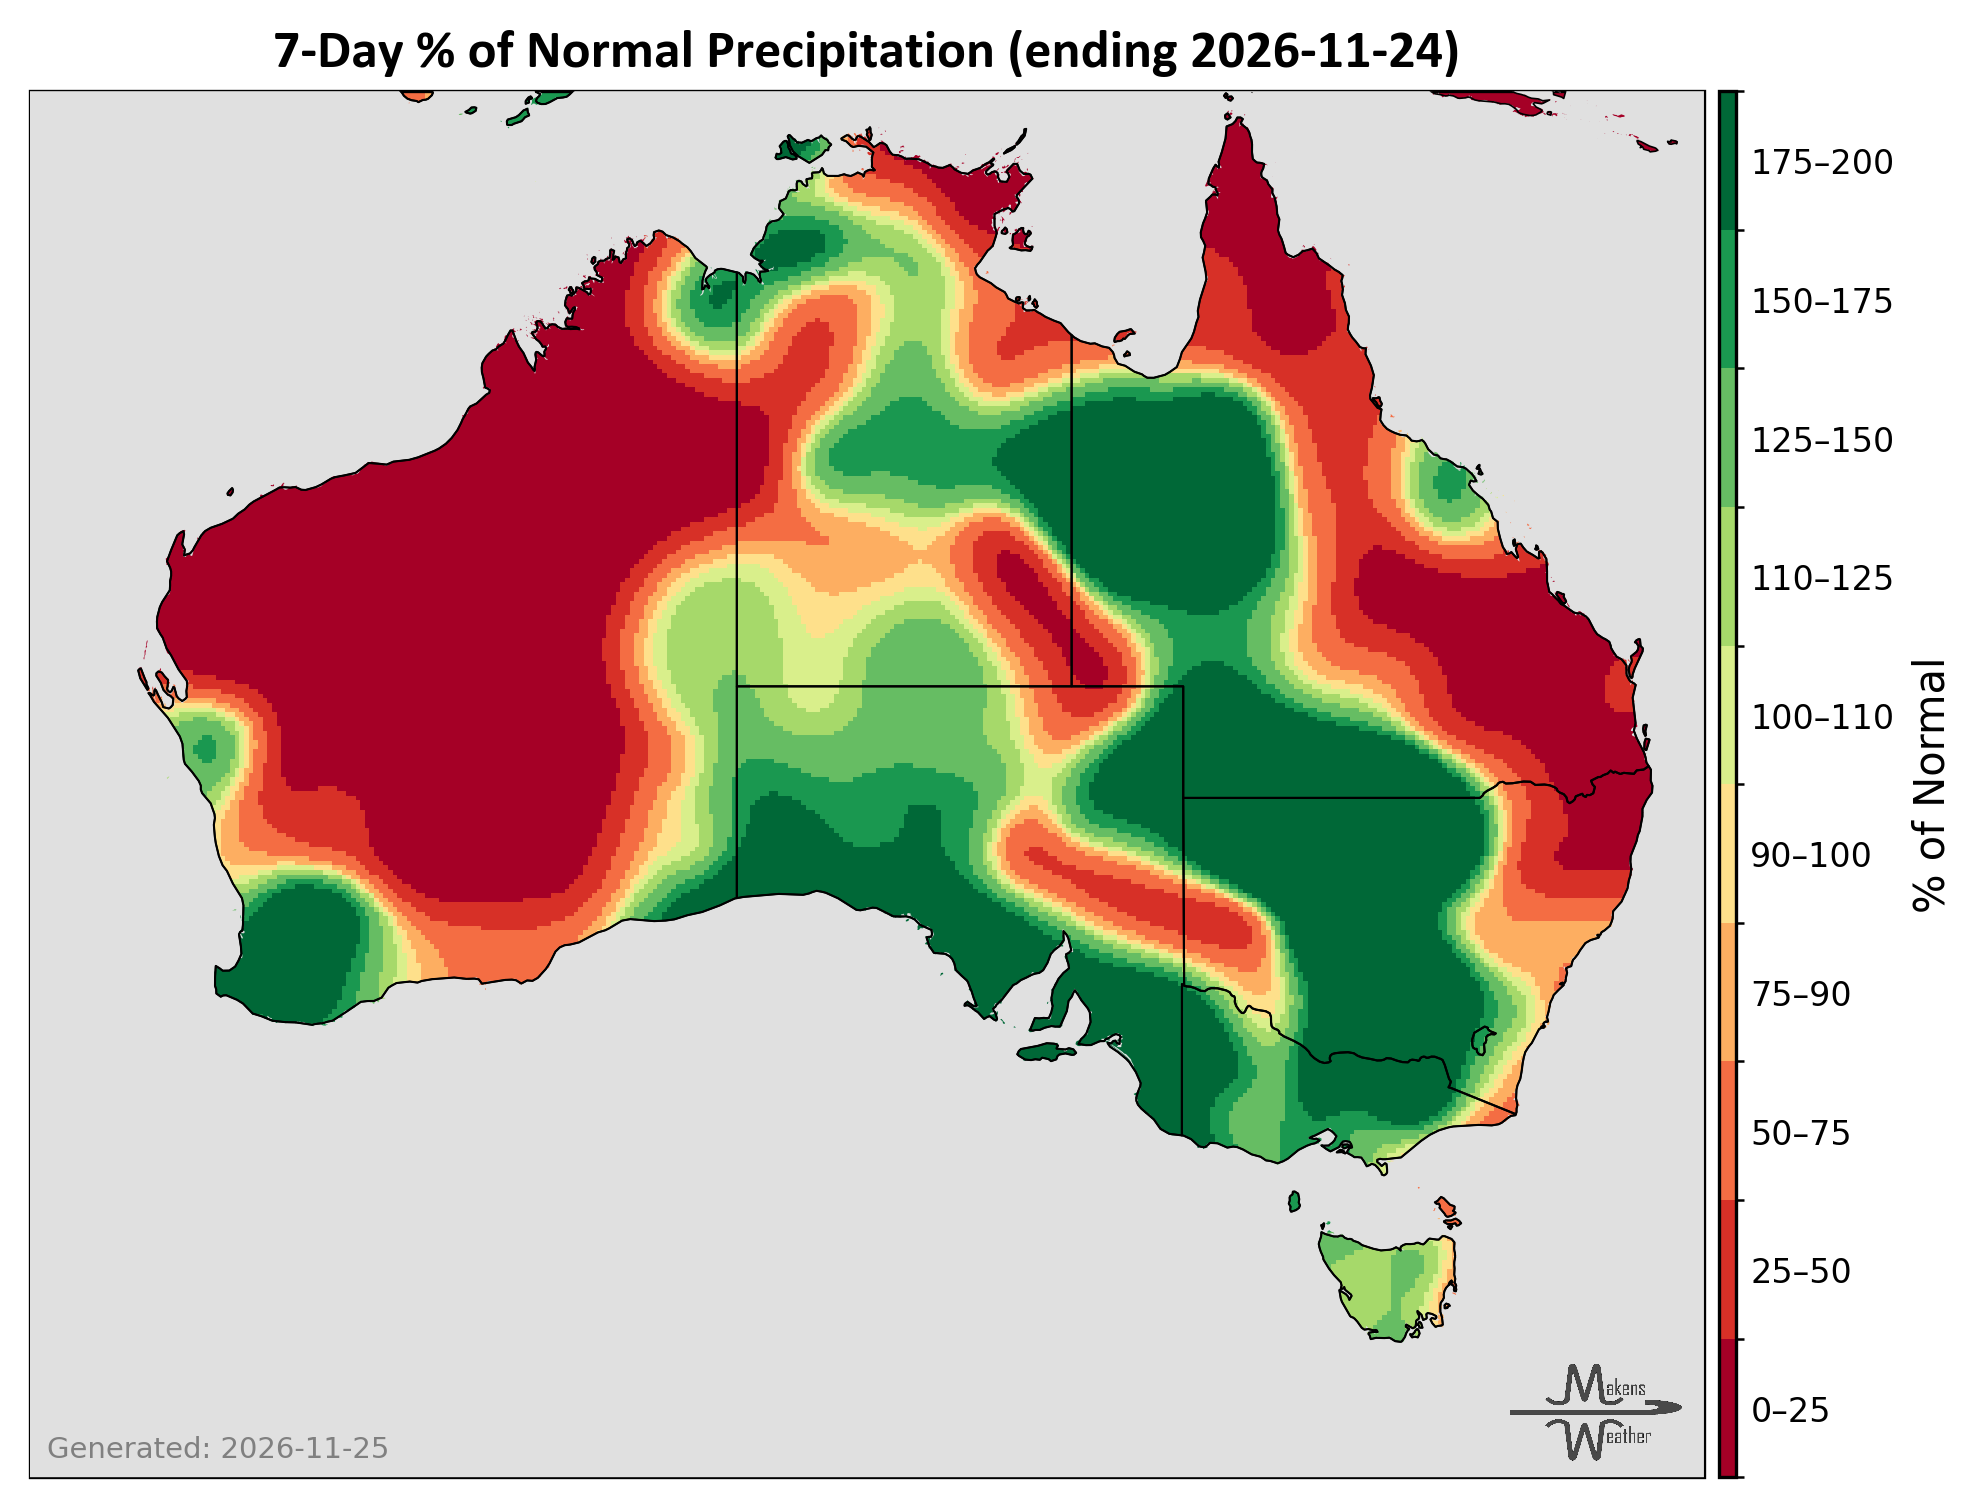 7-Day % of Normal Precipitation (ending 2026-11-24)
175–200
150–175
125–150
110–125
100–110
90–100
75–90
50–75
25–50
0–25
% of Normal
Makens
Weather
Generated: 2026-11-25